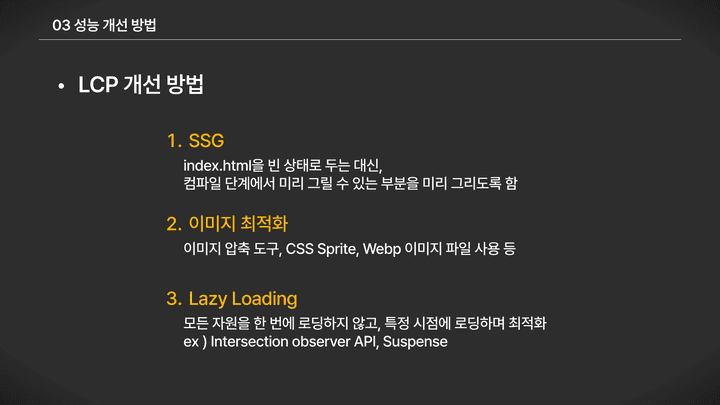 03 성능 개선 방법
• LCP 개선 방법
1. SSG
index.html을 빈 상태로 두는 대신,
컴파일 단계에서 미리 그릴 수 있는 부분을 미리 그리도록 함
2. 이미지 최적화
이미지 압축 도구, CSS Sprite, Webp 이미지 파일 사용 등
3. Lazy Loading
모든 자원을 한 번에 로딩하지 않고, 특정 시점에 로딩하며 최적화
ex ) Intersection observer API, Suspense